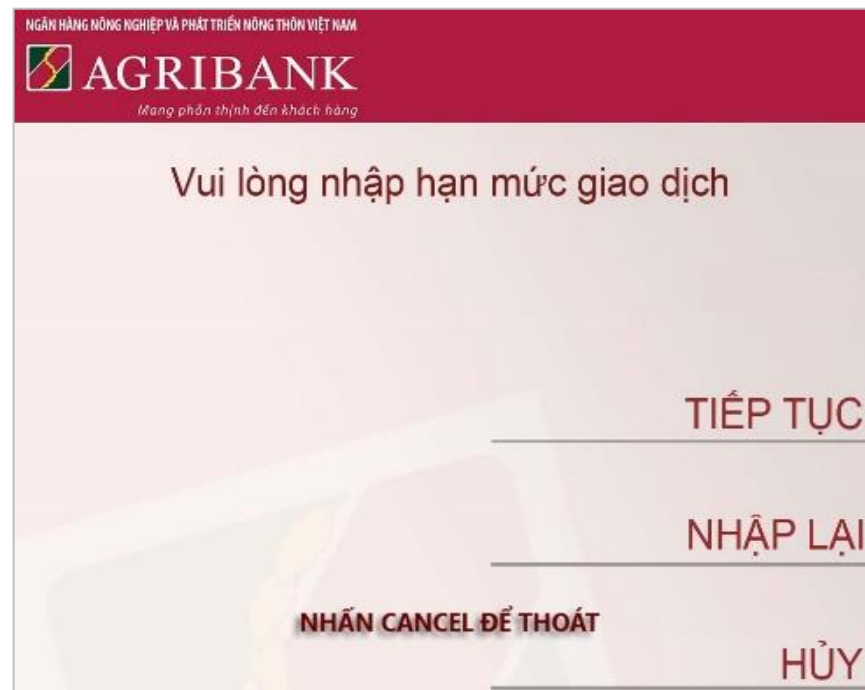 NGÂN HÀNG NÔNG NGHIỆP VÀ PHÁT TRIỂN NÔNG THÔN VIỆT NAM
AGRIBANK
Mang phồn thịnh đến khách hàng
Vui lòng nhập hạn mức giao dịch
TIẾP TỤC
NHẬP LẠI
NHẤN CANCEL ĐỂ THOÁT
HỦY